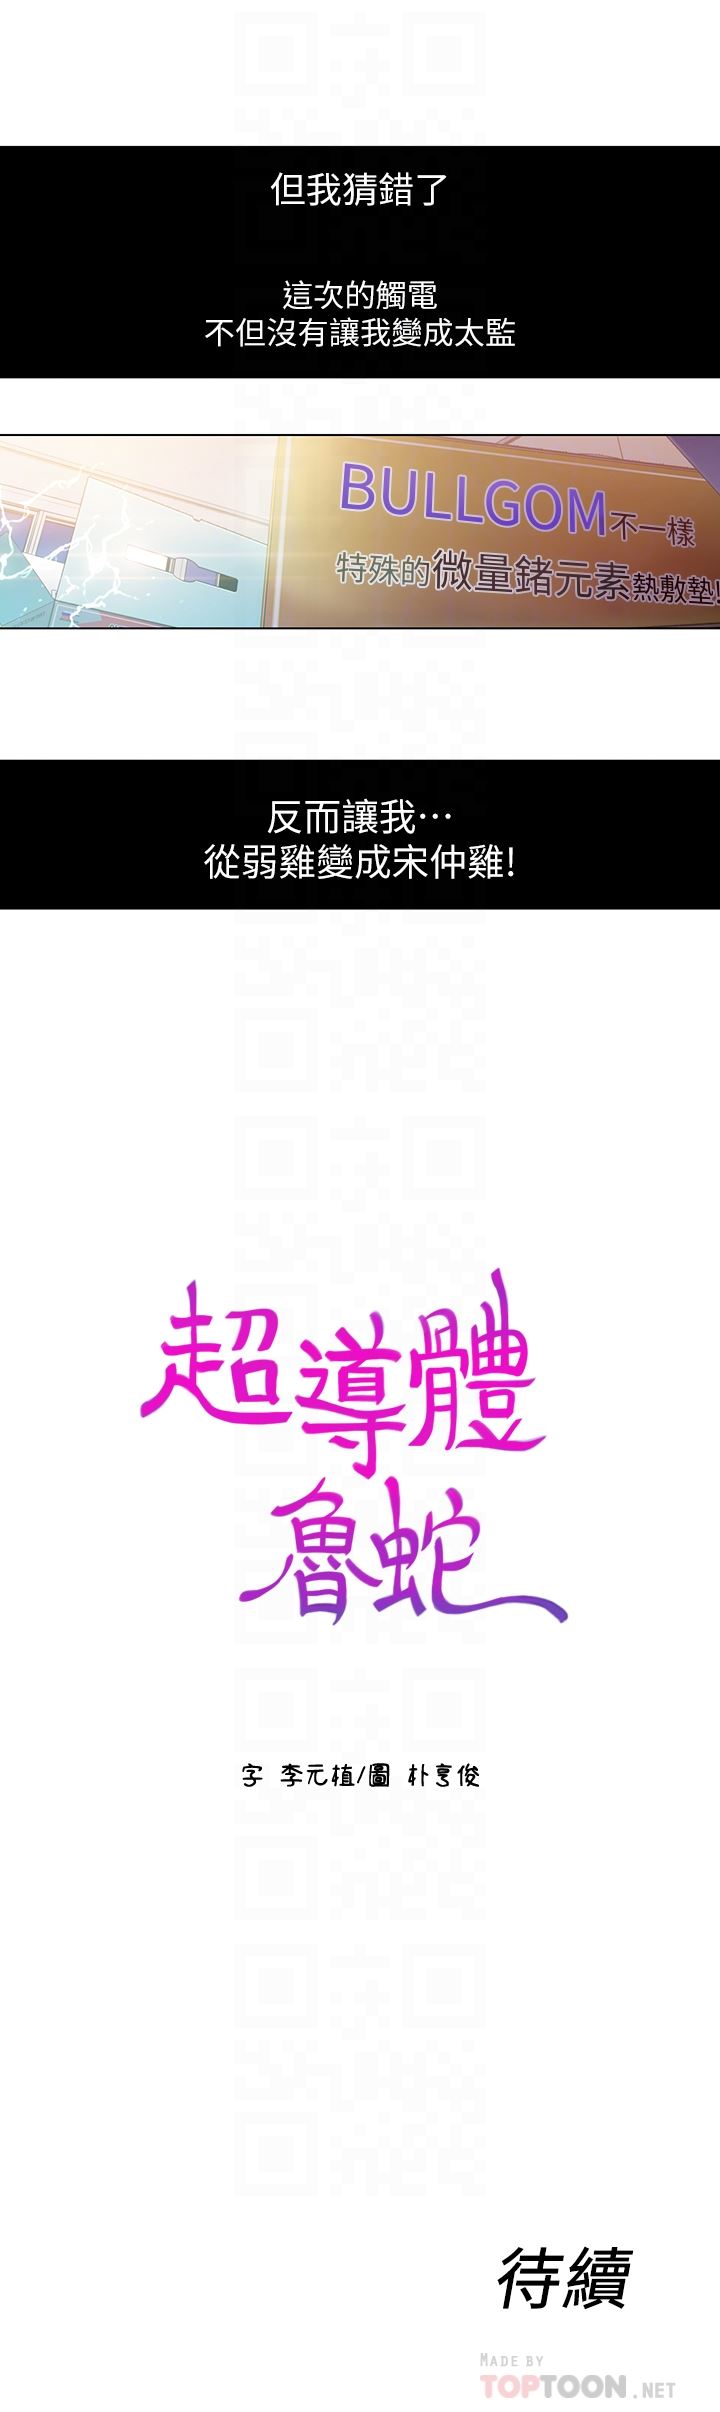 但我猜錯了
這次的觸電
不但沒有讓我變成太監
BULLGOM不一樣
特殊的微量鍺元素熱敷墊!
反而讓我…
從弱雞變成宋仲雞!
超導體
魯蛇
字 李元植/圖 朴亨俊
待續
MADE BY
TOPTOON.NET